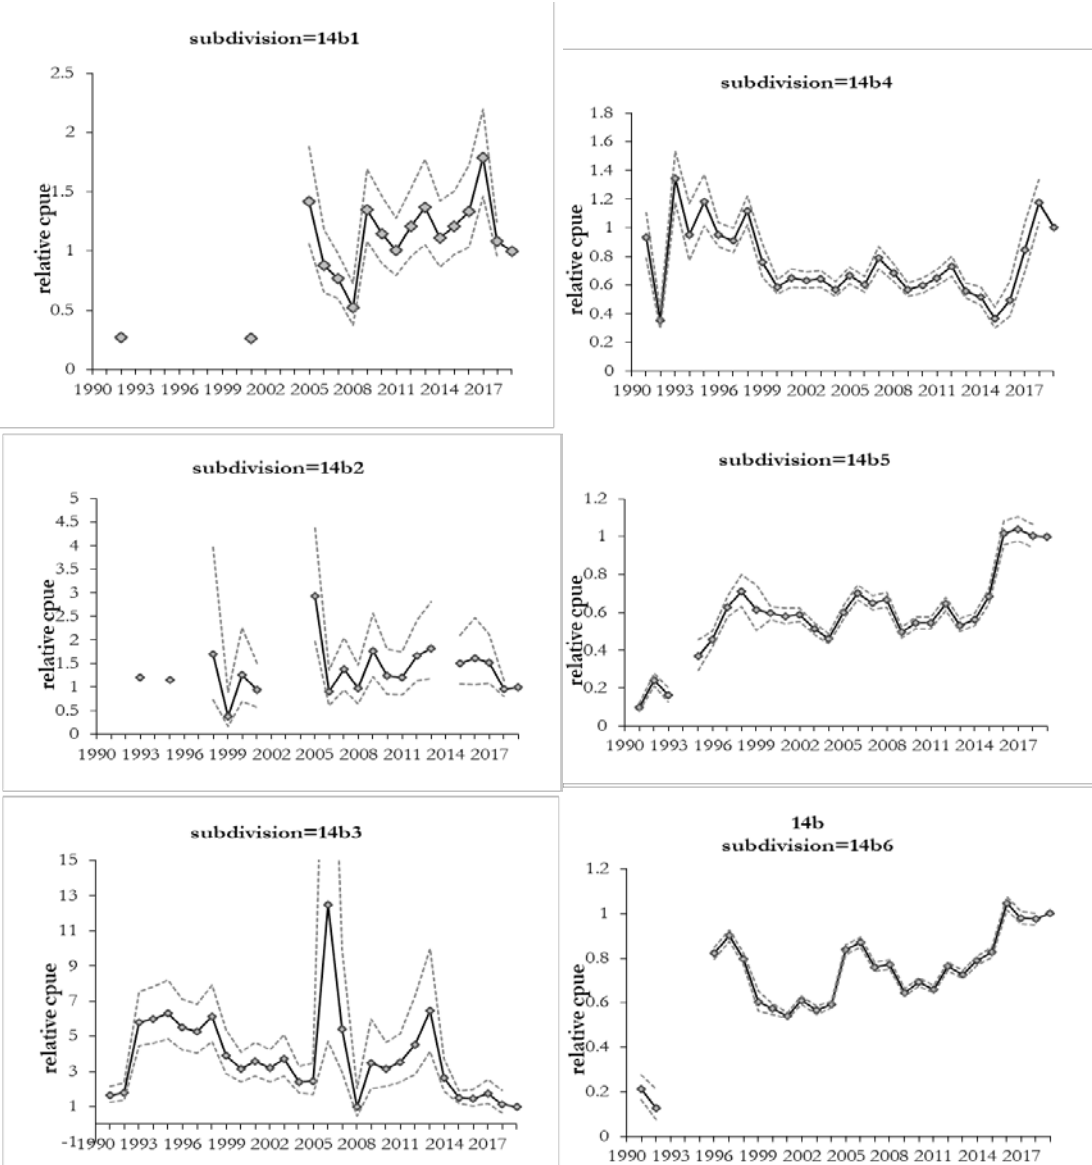 subdivision=14b1
relative cpue
2.5
2
1.5
1
0.5
0
1990 1993 1996 1999 2002 2005 2008 2011 2014 2017
subdivision=14b4
relative cpue
1.8
1.6
1.4
1.2
1
0.8
0.6
0.4
0.2
0
1990 1993 1996 1999 2002 2005 2008 2011 2014 2017
subdivision=14b2
relative cpue
5
4.5
4
3.5
3
2.5
2
1.5
1
0.5
0
1990 1993 1996 1999 2002 2005 2008 2011 2014 2017
subdivision=14b5
relative cpue
1.2
1
0.8
0.6
0.4
0.2
0
1990 1993 1996 1999 2002 2005 2008 2011 2014 2017
subdivision=14b3
relative cpue
15
13
11
9
7
5
3
1
-1
1990 1993 1996 1999 2002 2005 2008 2011 2014 2017
14b
subdivision=14b6
relative cpue
1.2
1
0.8
0.6
0.4
0.2
0
1990 1993 1996 1999 2002 2005 2008 2011 2014 2017